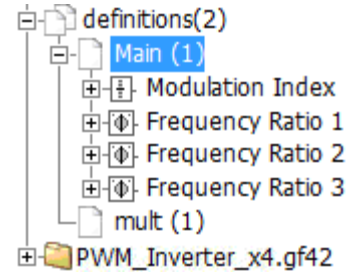 definitions(2)
Main (1)
Modulation Index
Frequency Ratio 1
Frequency Ratio 2
Frequency Ratio 3
mult (1)
PWM_Inverter_x4.gf42